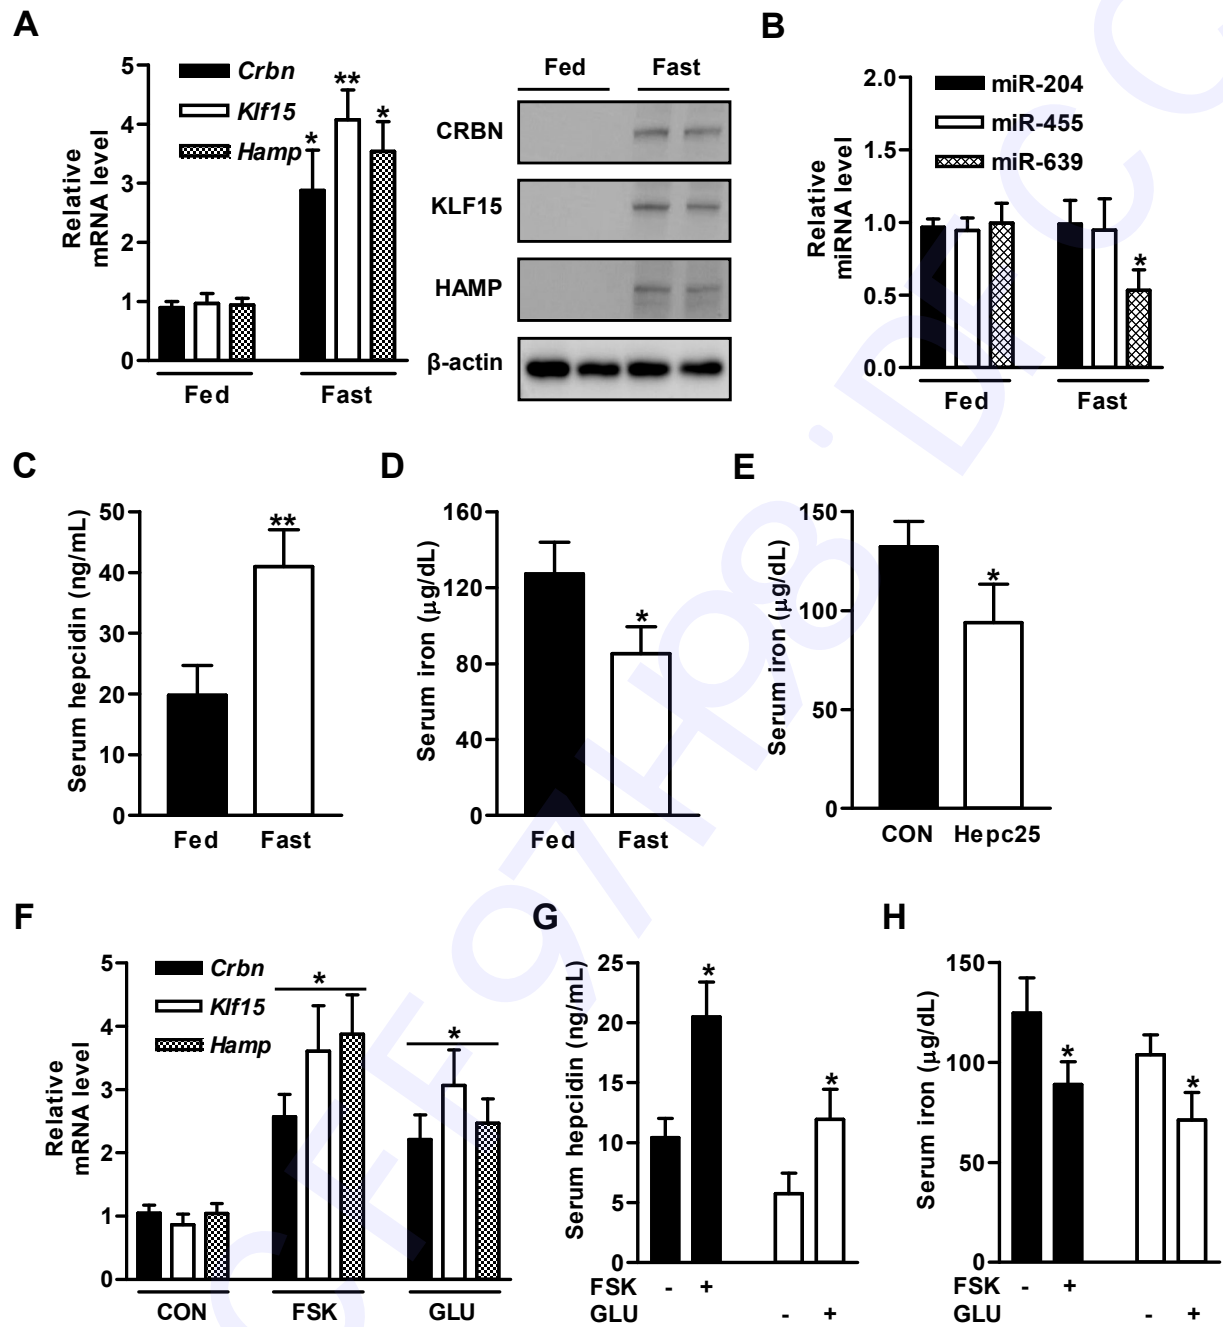 A
5
4
3
2
1
0
Relative
mRNA level
Crbn
Klf15
Hamp
*
**
*
Fed
Fast
Fed
Fast
CRBN
KLF15
HAMP
β-actin
B
2.0
1.5
1.0
0.5
0.0
Relative
miRNA level
miR-204
miR-455
miR-639
*
Fed
Fast
C
50
40
30
20
10
0
Serum hepcidin (ng/mL)
**
Fed
Fast
D
160
120
80
40
0
Serum iron (μg/dL)
*
Fed
Fast
E
150
100
50
0
Serum iron (μg/dL)
*
CON
Hepc25
F
5
4
3
2
1
0
Relative
mRNA level
Crbn
Klf15
Hamp
*
*
CON
FSK
GLU
G
25
20
15
10
5
0
Serum hepcidin (ng/mL)
*
*
FSK - +
GLU - +
H
150
100
50
0
Serum iron (μg/dL)
*
*
FSK - +
GLU - +